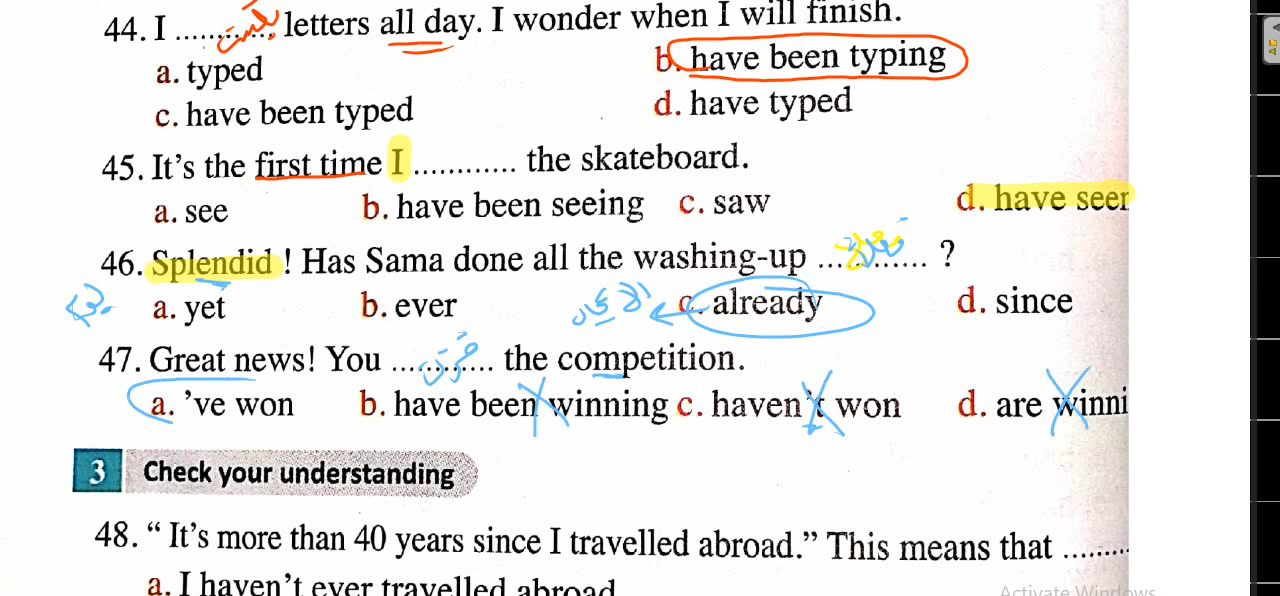 44. I ............ letters all day. I wonder when I will finish.
a. typed b. have been typing
c. have been typed d. have typed
45. It's the first time I ............ the skateboard.
a. see b. have been seeing c. saw d. have seen
46. Splendid ! Has Sama done all the washing-up ............ ?
a. yet b. ever c. already d. since
47. Great news! You ............ the competition.
a. 've won b. have been winning c. haven't won d. are winni
3 Check your understanding
48. “ It's more than 40 years since I travelled abroad.” This means that .........
a. I haven't ever travelled abroad
Activate Windows